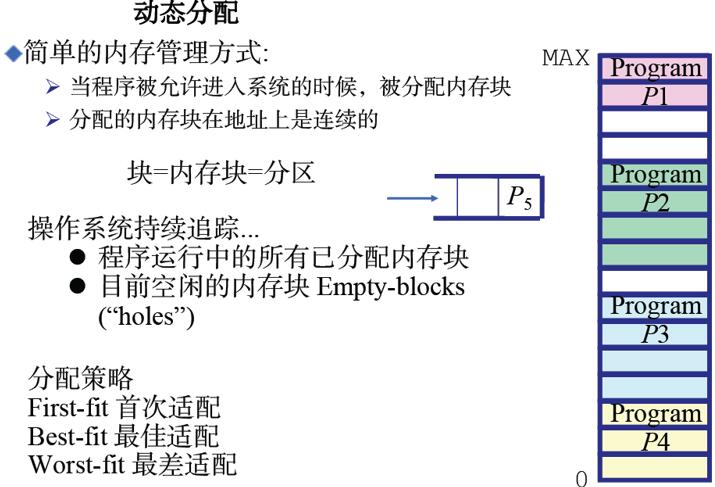 动态分配
简单的内存管理方式:
当程序被允许进入系统的时候，被分配内存块
分配的内存块在地址上是连续的
块=内存块=分区
P5
操作系统持续追踪...
程序运行中的所有已分配内存块
目前空闲的内存块 Empty-blocks
(“holes”)
分配策略
First-fit 首次适配
Best-fit 最佳适配
Worst-fit 最差适配
MAX
Program
P1
Program
P2
Program
P3
Program
P4
0